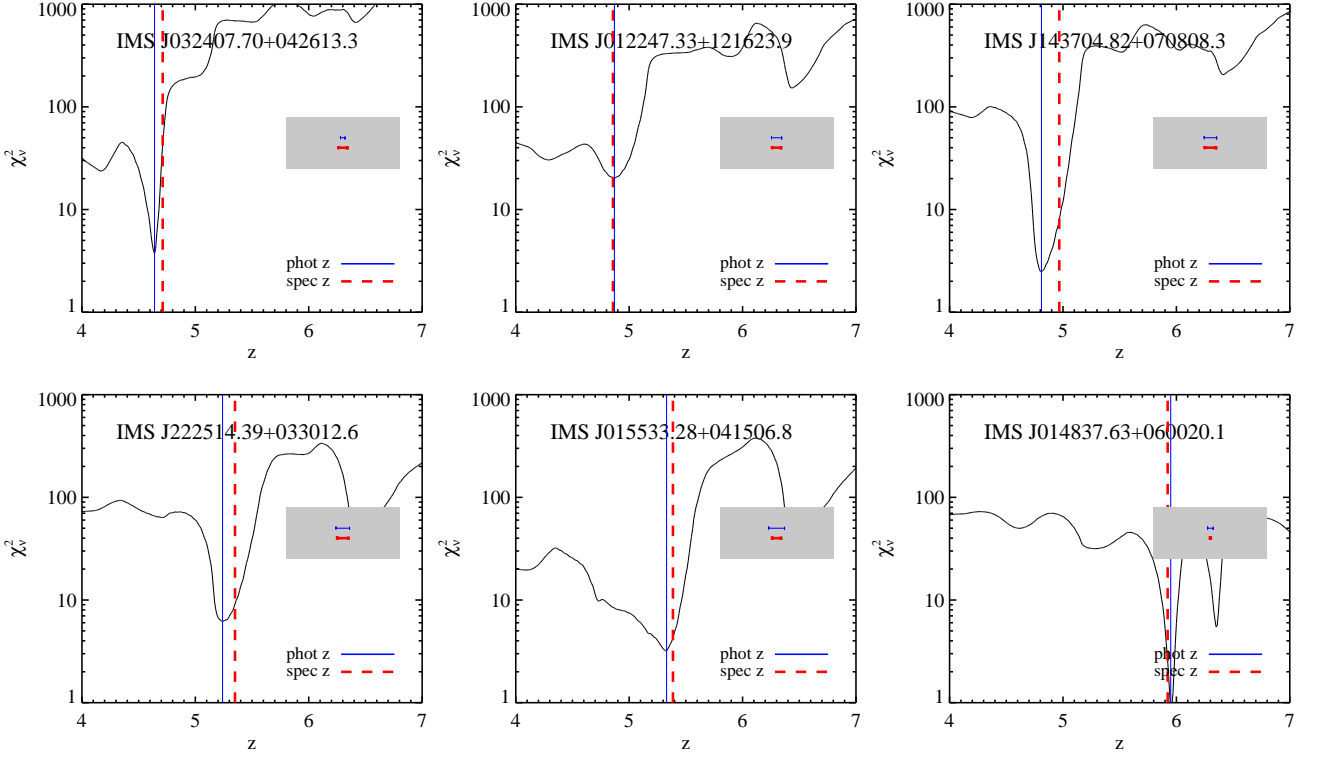 1000
100
10
1
χ²ν
IMS J032407.70+042613.3
phot z
spec z
4 5 6 7
z
1000
100
10
1
χ²ν
IMS J012247.33+121623.9
phot z
spec z
4 5 6 7
z
1000
100
10
1
χ²ν
IMS J143704.82+070808.3
phot z
spec z
4 5 6 7
z
1000
100
10
1
χ²ν
IMS J222514.39+033012.6
phot z
spec z
4 5 6 7
z
1000
100
10
1
χ²ν
IMS J015533.28+041506.8
phot z
spec z
4 5 6 7
z
1000
100
10
1
χ²ν
IMS J014837.63+060020.1
phot z
spec z
4 5 6 7
z